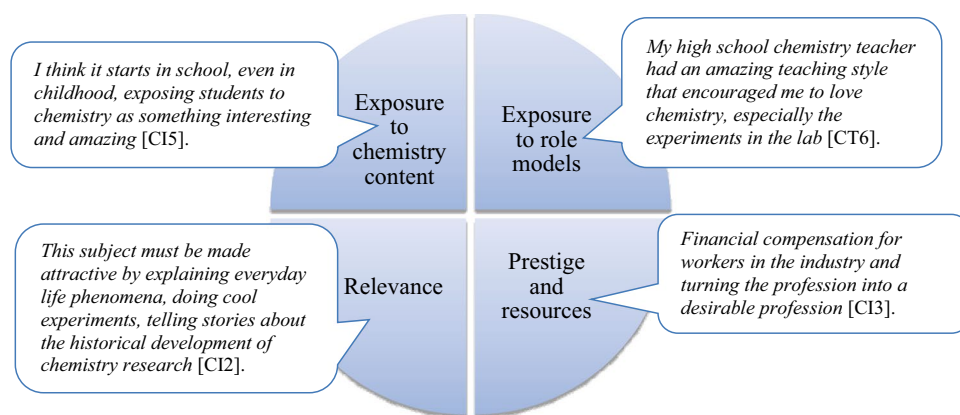 I think it starts in school, even in
childhood, exposing students to
chemistry as something interesting
and amazing [CI5].
Exposure
to
chemistry
content
Exposure
to role
models
My high school chemistry teacher
had an amazing teaching style
that encouraged me to love
chemistry, especially the
experiments in the lab [CT6].
This subject must be made
attractive by explaining everyday
life phenomena, doing cool
experiments, telling stories about
the historical development of
chemistry research [CI2].
Relevance
Prestige
and
resources
Financial compensation for
workers in the industry and
turning the profession into a
desirable profession [CI3].